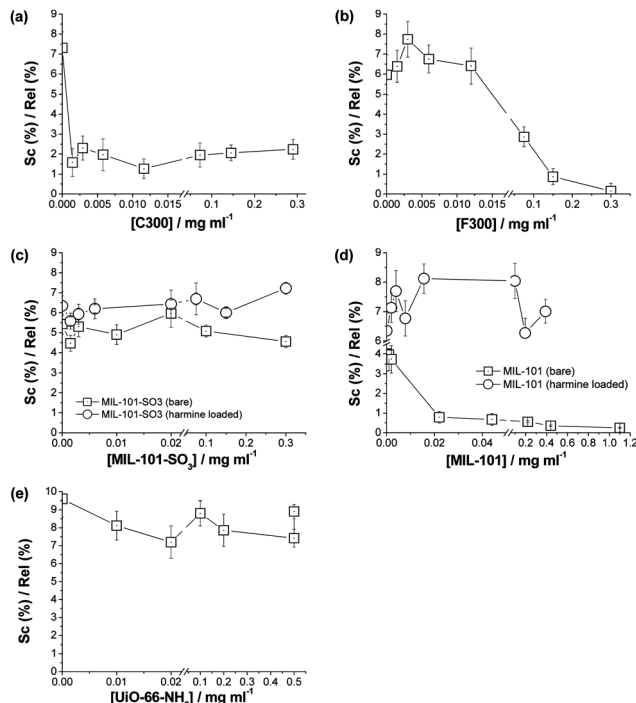 (a)
Sc (%) / Rel (%)
9
8
7
6
5
4
3
2
1
0
0.000 0.005 0.010 0.015 0.1 0.2 0.3
[C300] / mg ml-1
(b)
Sc (%) / Rel (%)
9
8
7
6
5
4
3
2
1
0
0.000 0.005 0.010 0.015 0.1 0.2 0.3
[F300] / mg ml-1
(c)
Sc (%) / Rel (%)
10
9
8
7
6
5
4
3
2
1
0
MIL-101-SO3 (bare)
MIL-101-SO3 (harmine loaded)
0.00 0.01 0.02 0.1 0.2 0.3
[MIL-101-SO3] / mg ml-1
(d)
Sc (%) / Rel (%)
10
9
8
7
6
4
3
2
1
0
MIL-101 (bare)
MIL-101 (harmine loaded)
0.00 0.02 0.04 0.2 0.4 0.6 0.8 1.0 1.2
[MIL-101] / mg ml-1
(e)
Sc (%) / Rel (%)
10
9
8
7
6
5
4
3
2
1
0
0.00 0.01 0.02 0.1 0.2 0.3 0.4 0.5
[UiO-66-NH2] / mg ml-1